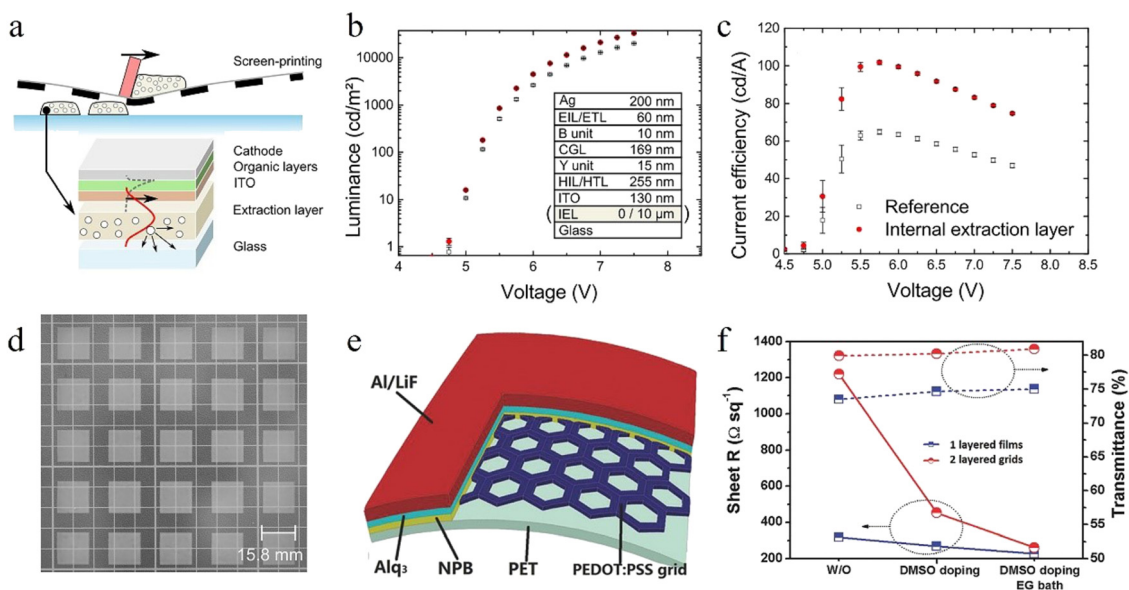 a
Screen-printing
Cathode
Organic layers
ITO
Extraction layer
Glass
b
Luminance (cd/m²)
10000
1000
100
10
1
4 5 6 7 8
Voltage (V)
Ag 200 nm
EIL/ETL 60 nm
B unit 10 nm
CGL 169 nm
Y unit 15 nm
HIL/HTL 255 nm
ITO 130 nm
( IEL 0 / 10 µm )
Glass
c
Current efficiency (cd/A)
120
100
80
60
40
20
0
Reference
Internal extraction layer
4.5 5.0 5.5 6.0 6.5 7.0 7.5 8.0 8.5
Voltage (V)
d
15.8 mm
e
Al/LiF
Alq₃
NPB
PET
PEDOT:PSS grid
f
Sheet R (Ω sq⁻¹)
1400
1200
1000
800
600
400
200
1 layered films
2 layered grids
80
75
70
65
60
55
50
Transmittance (%)
W/O
DMSO doping
DMSO doping
EG bath